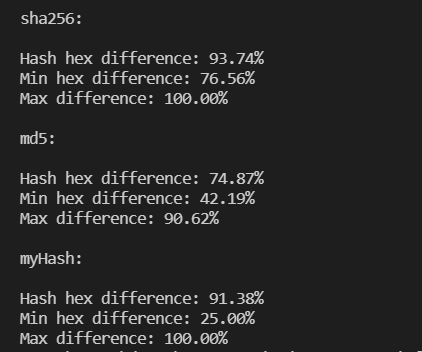 sha256:
Hash hex difference: 93.74%
Min hex difference: 76.56%
Max difference: 100.00%
md5:
Hash hex difference: 74.87%
Min hex difference: 42.19%
Max difference: 90.62%
myHash:
Hash hex difference: 91.38%
Min hex difference: 25.00%
Max difference: 100.00%